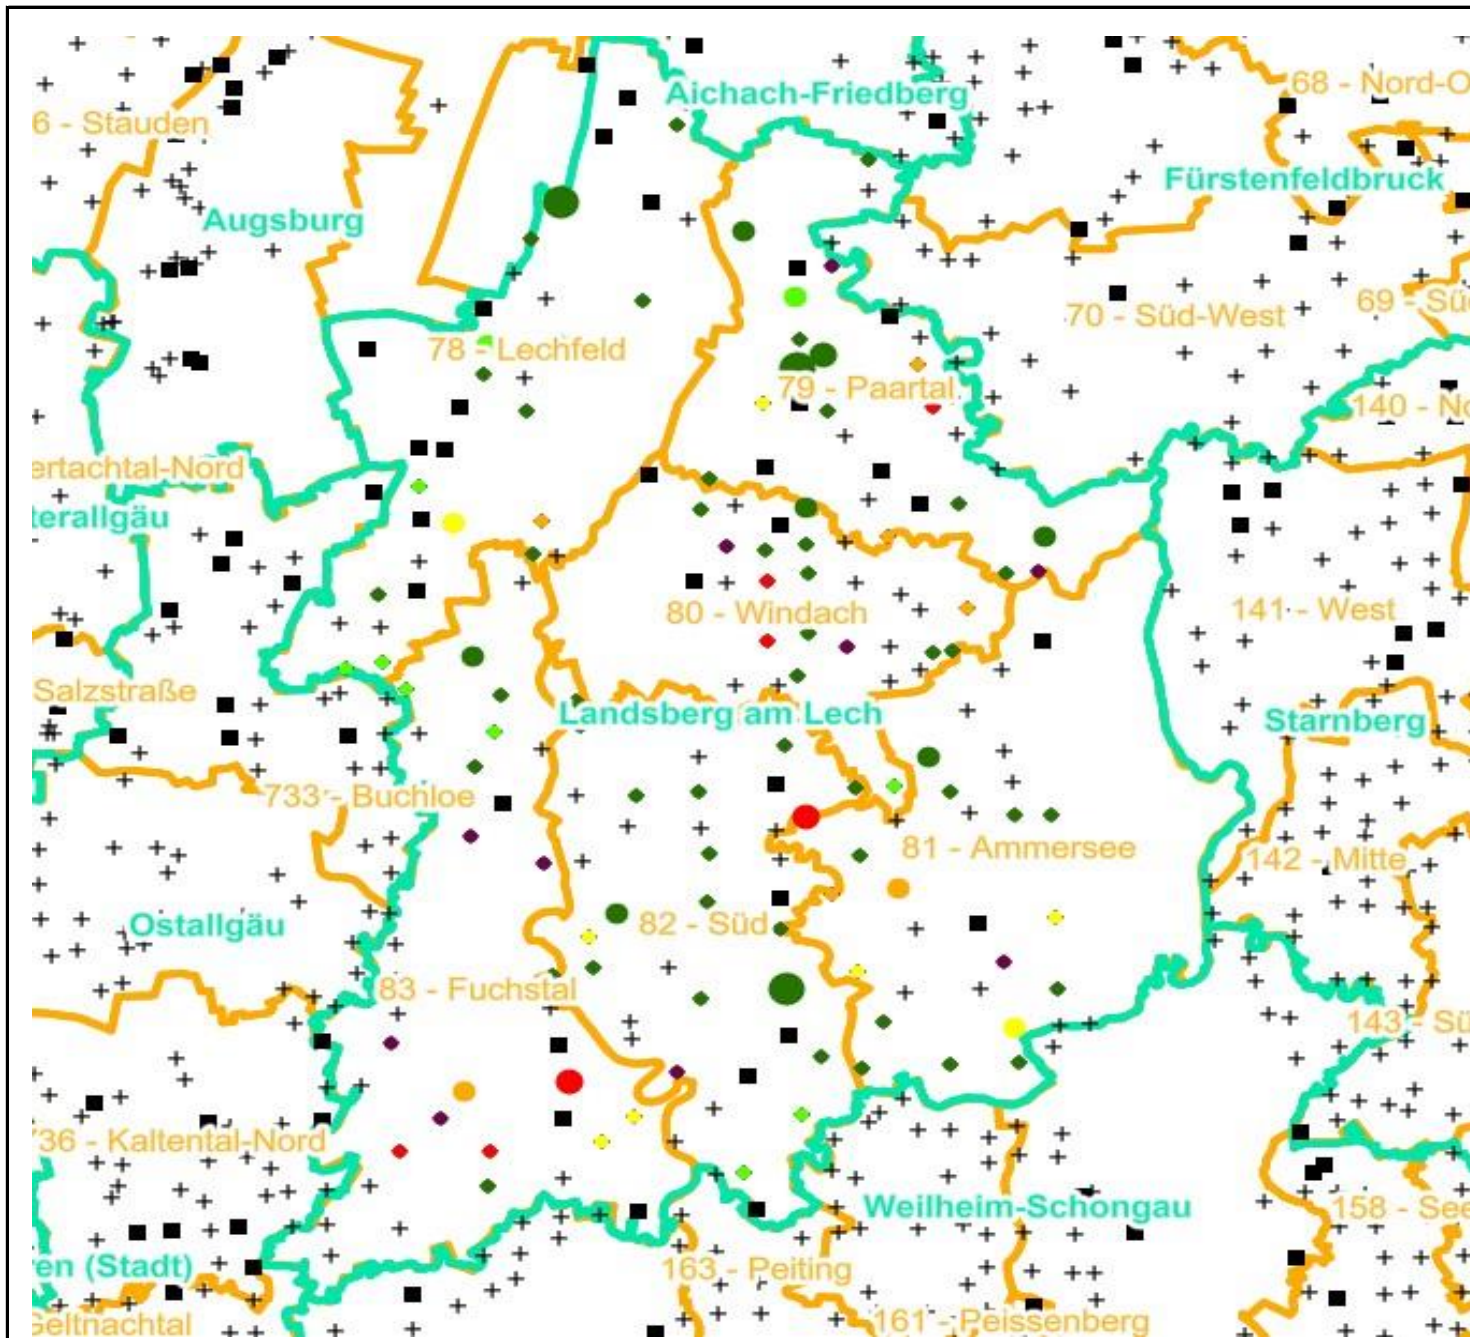 68 - Nord-O
Aichach-Friedberg
6 - Stauden
Fürstenfeldbruck
Augsburg
69 - Sü
70 - Süd-West
78 - Lechfeld
79 - Paartal
140 - No
ertachtal-Nord
terallgäu
141 - West
80 - Windach
Salzstraße
Landsberg am Lech
Starnberg
733 - Buchloe
81 - Ammersee
142 - Mitte
Ostallgäu
82 - Süd
83 - Fuchstal
143 - Sü
736 - Kaltental-Nord
Weilheim-Schongau
158 - See
en (Stadt)
163 - Peiting
Geltnachtal
161 - Peissenberg